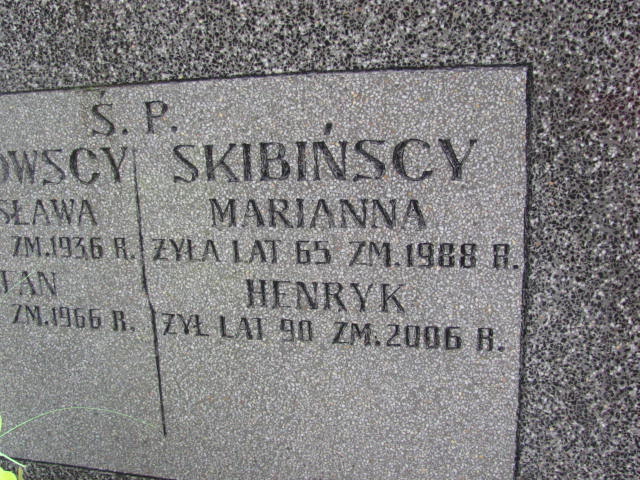 Ś. P.
OWSCY
SŁAWA
ZM.1936 R.
TAN
ZM.1966 R.
SKIBIŃSCY
MARIANNA
ŻYŁA LAT 65 ZM.1988 R.
HENRYK
ŻYŁ LAT 90 ZM.2006 R.